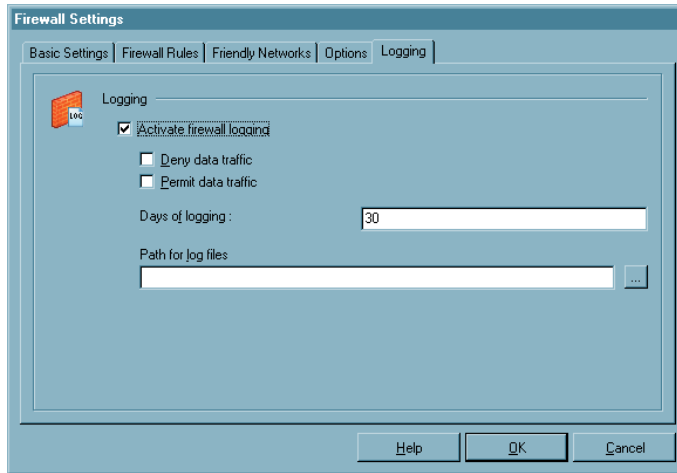 Firewall Settings
Basic Settings Firewall Rules Friendly Networks Options Logging
LOG
Logging
Activate firewall logging
Deny data traffic
Permit data traffic
Days of logging : 30
Path for log files
...
Help OK Cancel